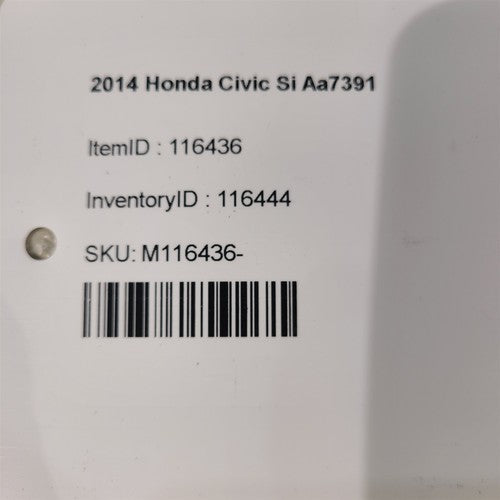 2014 Honda Civic Si Aa7391
ItemID : 116436
InventoryID : 116444
SKU: M116436-